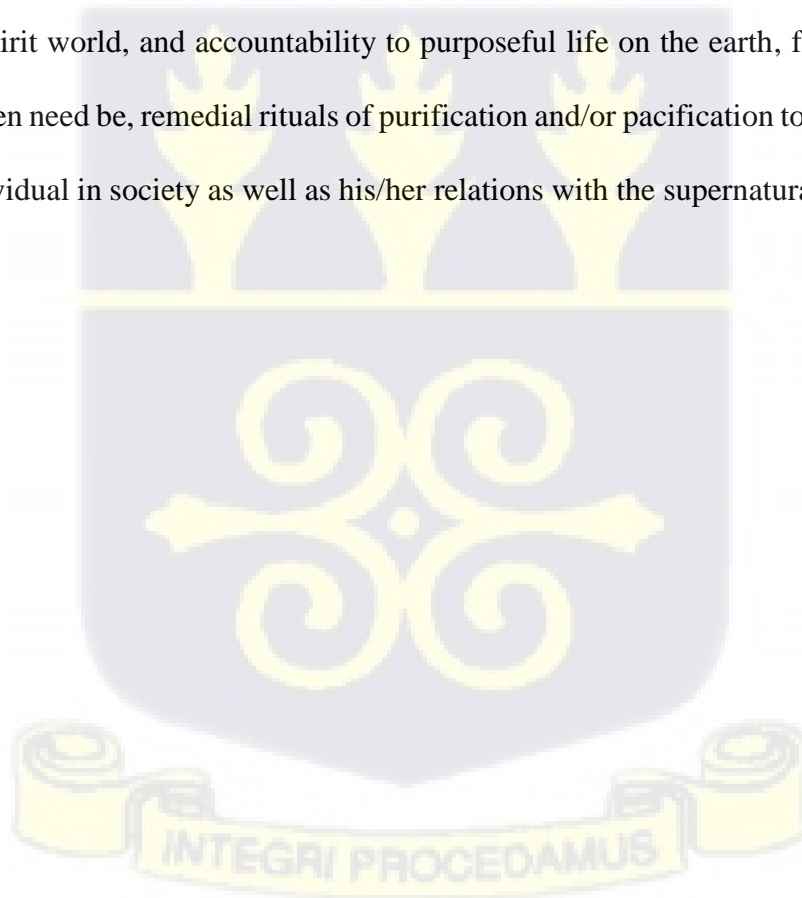 irit world, and accountability to purposeful life on the earth, f
en need be, remedial rituals of purification and/or pacification to
vidual in society as well as his/her relations with the supernatura
INTEGRI PROCEDAMUS